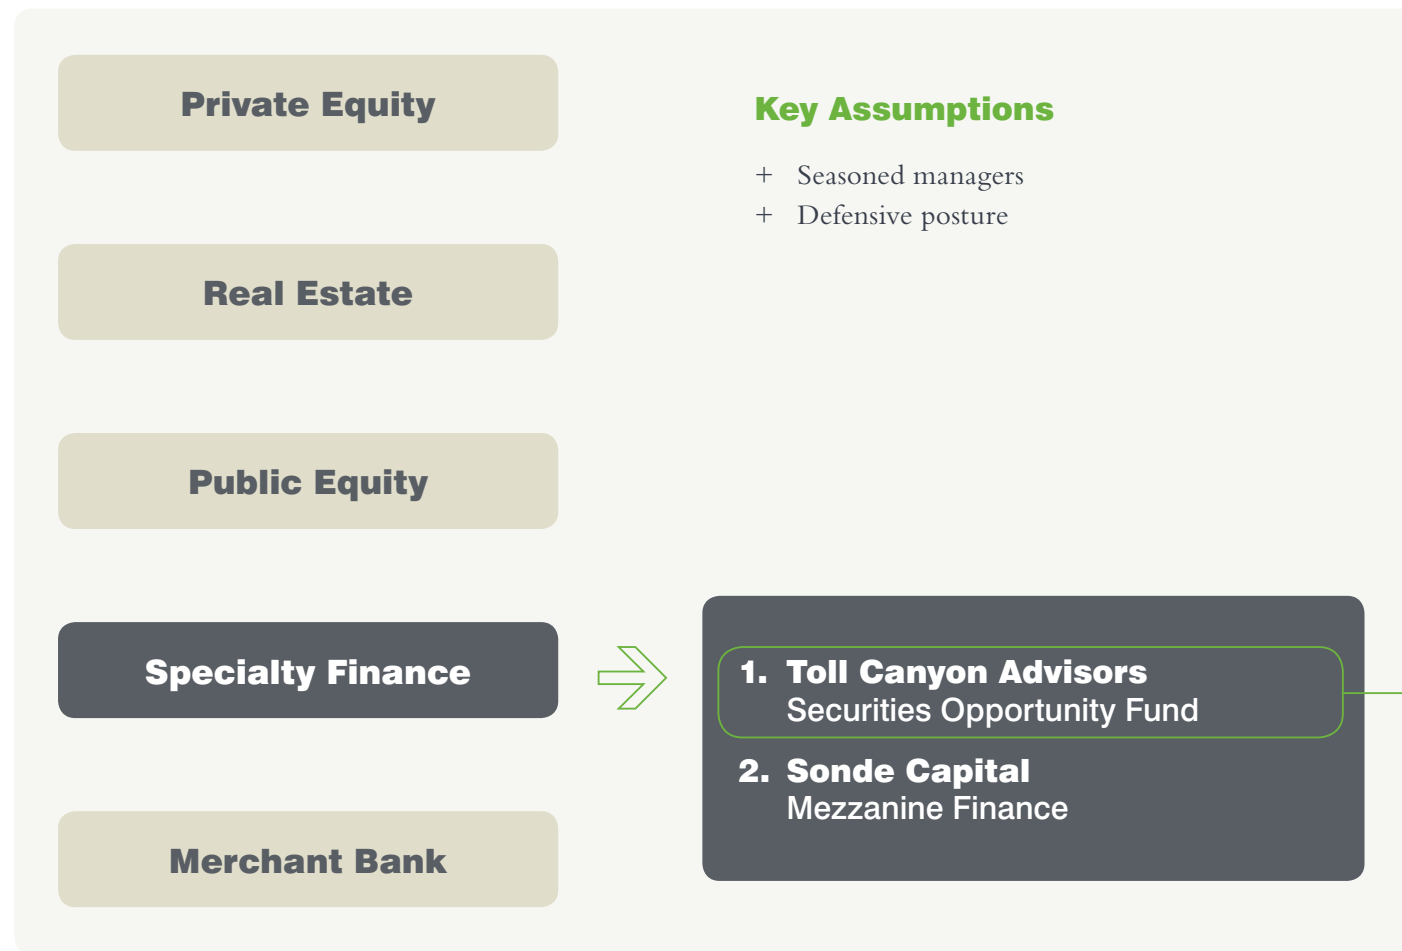 Private Equity
Real Estate
Public Equity
Specialty Finance
Merchant Bank
Key Assumptions
+ Seasoned managers
+ Defensive posture
1. Toll Canyon Advisors
Securities Opportunity Fund
2. Sonde Capital
Mezzanine Finance